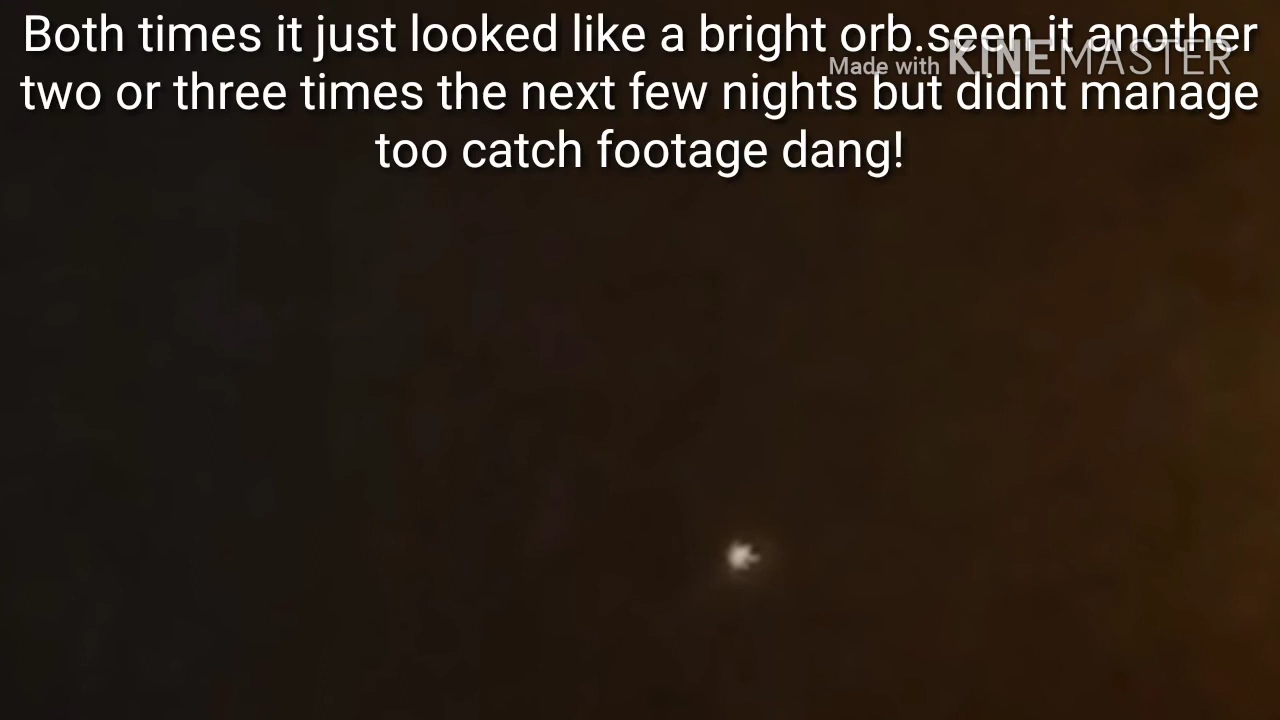 Both times it just looked like a bright orb.seen it another
Made with KINEMASTER
two or three times the next few nights but didnt manage
too catch footage dang!